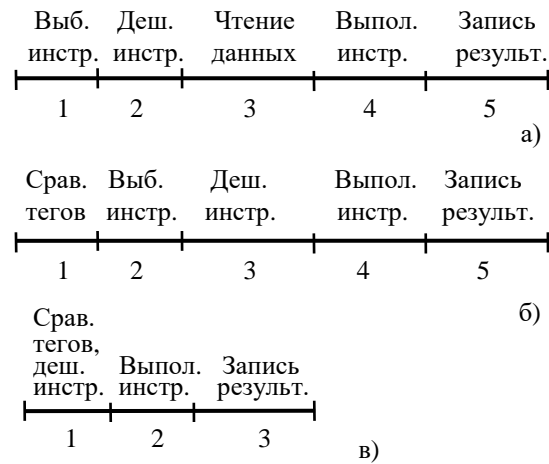 Выб. Деш. Чтение Выпол. Запись
инстр. инстр. данных инстр. результ.
1 2 3 4 5
а)
Срав. Выб. Деш. Выпол. Запись
тегов инстр. инстр. инстр. результ.
1 2 3 4 5
б)
Срав.
тегов,
деш. Выпол. Запись
инстр. инстр. результ.
1 2 3
в)